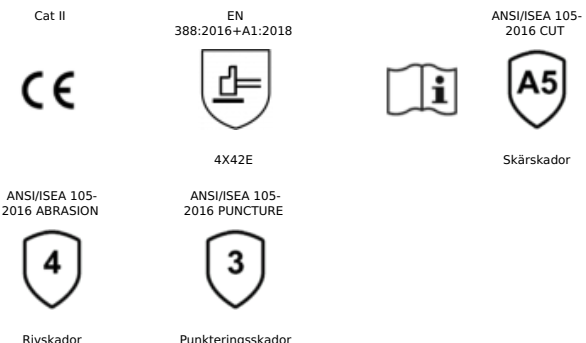 Cat II
EN
388:2016+A1:2018
ANSI/ISEA 105-
2016 CUT
CE
i
A5
4X42E
Skärskador
ANSI/ISEA 105-
2016 ABRASION
ANSI/ISEA 105-
2016 PUNCTURE
4
3
Rivskador
Punkteringsskador